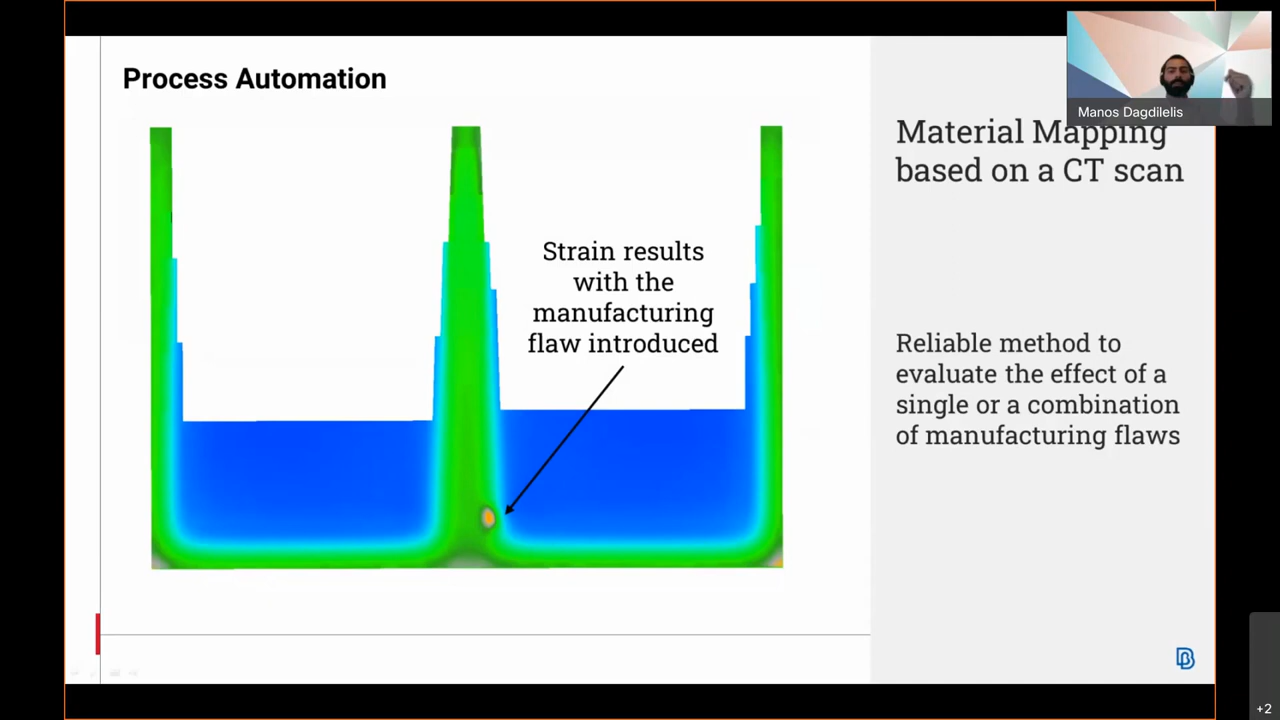 Process Automation
Manos Dagdilelis
Material Mapping
based on a CT scan
Strain results
with the
manufacturing
flaw introduced
Reliable method to
evaluate the effect of a
single or a combination
of manufacturing flaws
+2